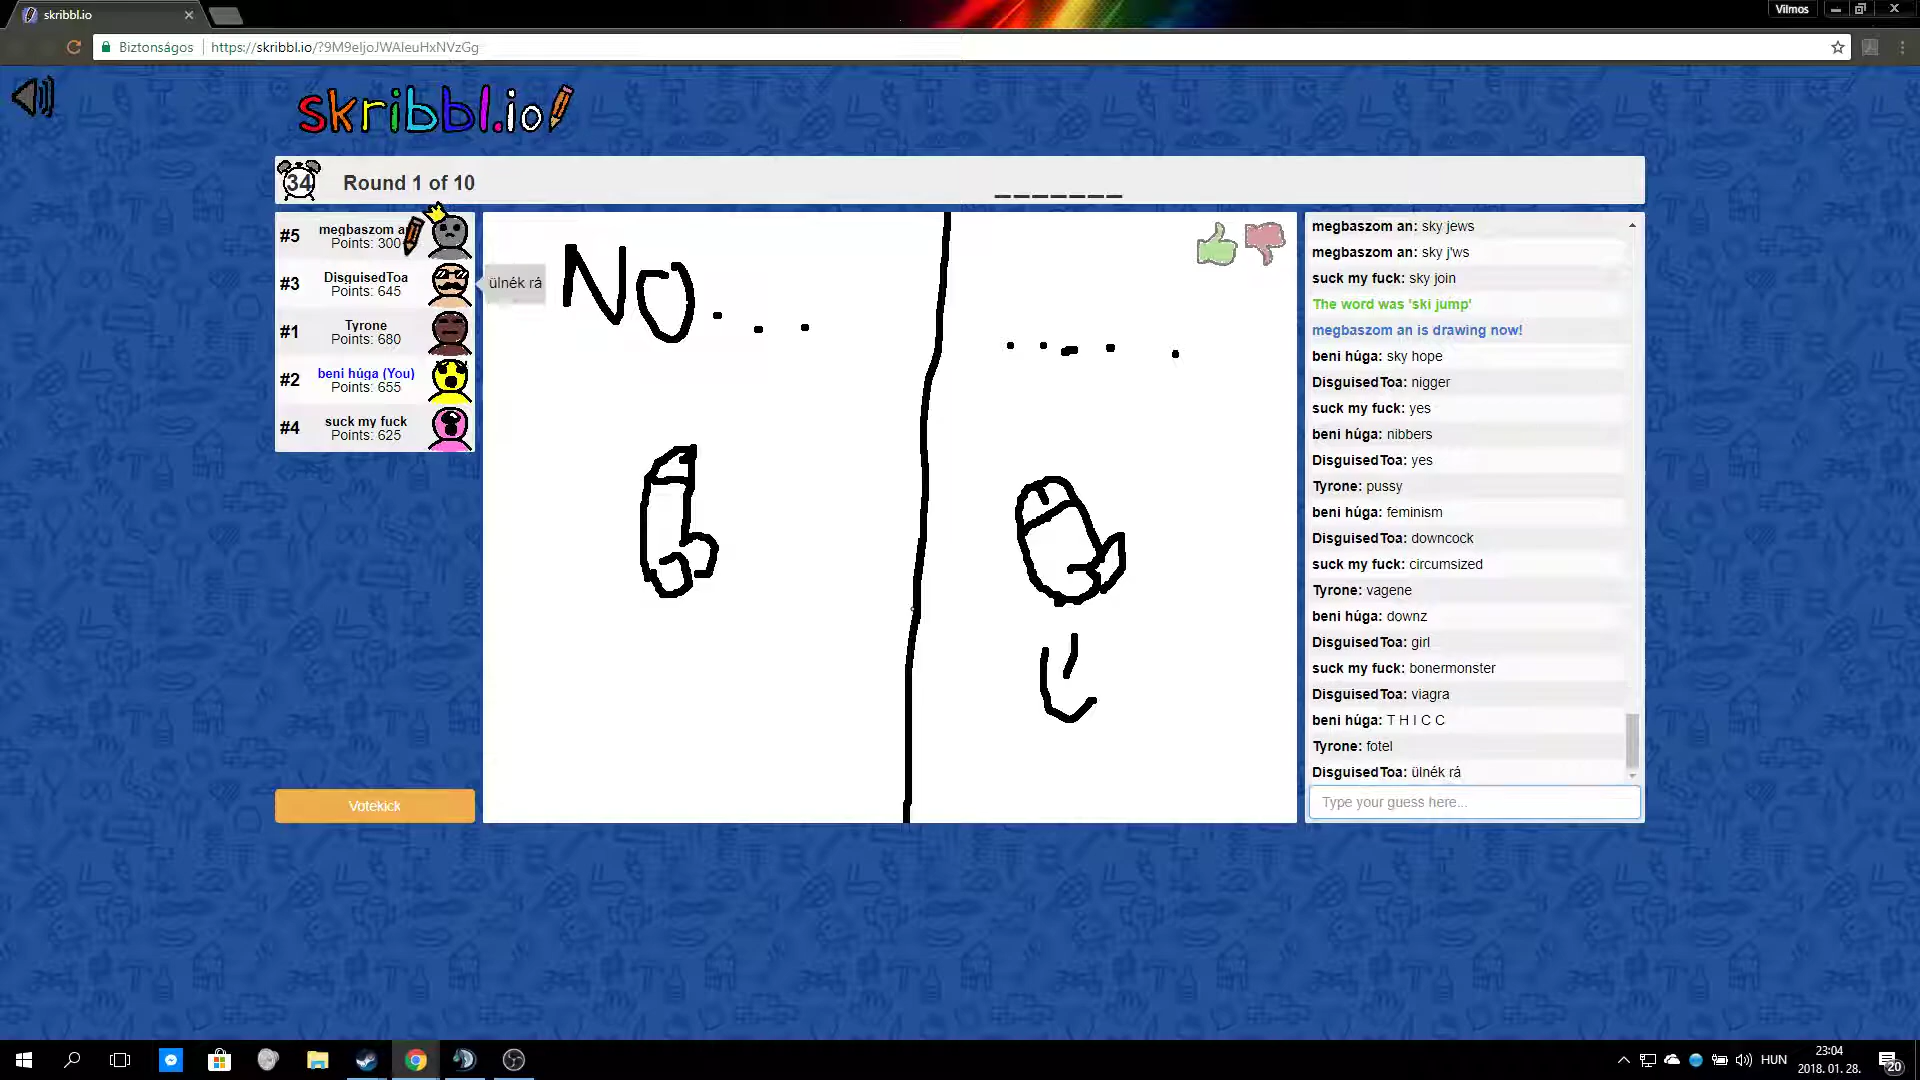 skribbl.io
Vilmos
Biztonságos
https://skribbl.io/?9M9eljoJWAleuHxNVzGg
skribbl.io
34
Round 1 of 10
_______
#5
megbaszom a
Points: 300
#3
DisguisedToa
Points: 645
ülnék rá
#1
Tyrone
Points: 680
#2
beni húga (You)
Points: 655
#4
suck my fuck
Points: 625
Votekick
NO...
megbaszom an: sky jews
megbaszom an: sky j'ws
suck my fuck: sky join
The word was 'ski jump'
megbaszom an is drawing now!
beni húga: sky hope
DisguisedToa: nigger
suck my fuck: yes
beni húga: nibbers
DisguisedToa: yes
Tyrone: pussy
beni húga: feminism
DisguisedToa: downcock
suck my fuck: circumsized
Tyrone: vagene
beni húga: downz
DisguisedToa: girl
suck my fuck: bonermonster
DisguisedToa: viagra
beni húga: T H I C C
Tyrone: fotel
DisguisedToa: ülnék rá
Type your guess here...
HUN
23:04
2018. 01. 28.
20